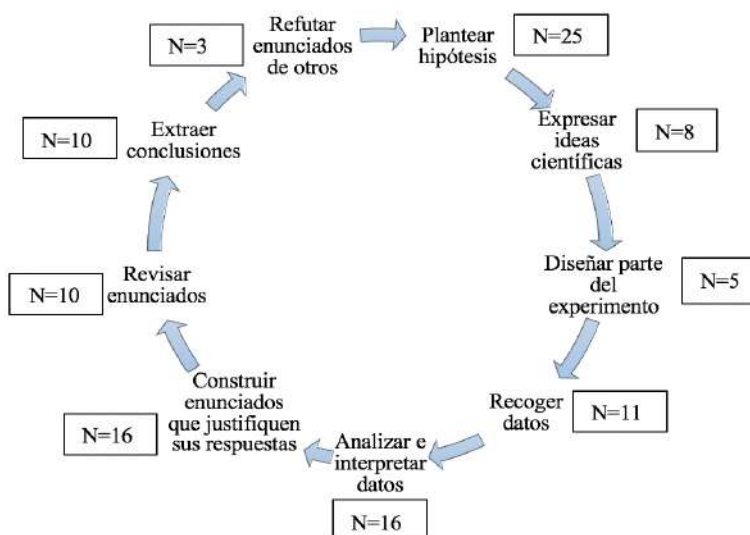 Refutar
enunciados
de otros
N=3
Plantear
hipótesis
N=25
Expresar
ideas
científicas
N=8
Diseñar parte
del
experimento
N=5
Recoger
datos
N=11
Analizar e
interpretar
datos
N=16
Construir
enunciados
que justifiquen
sus respuestas
N=16
Revisar
enunciados
N=10
Extraer
conclusiones
N=10